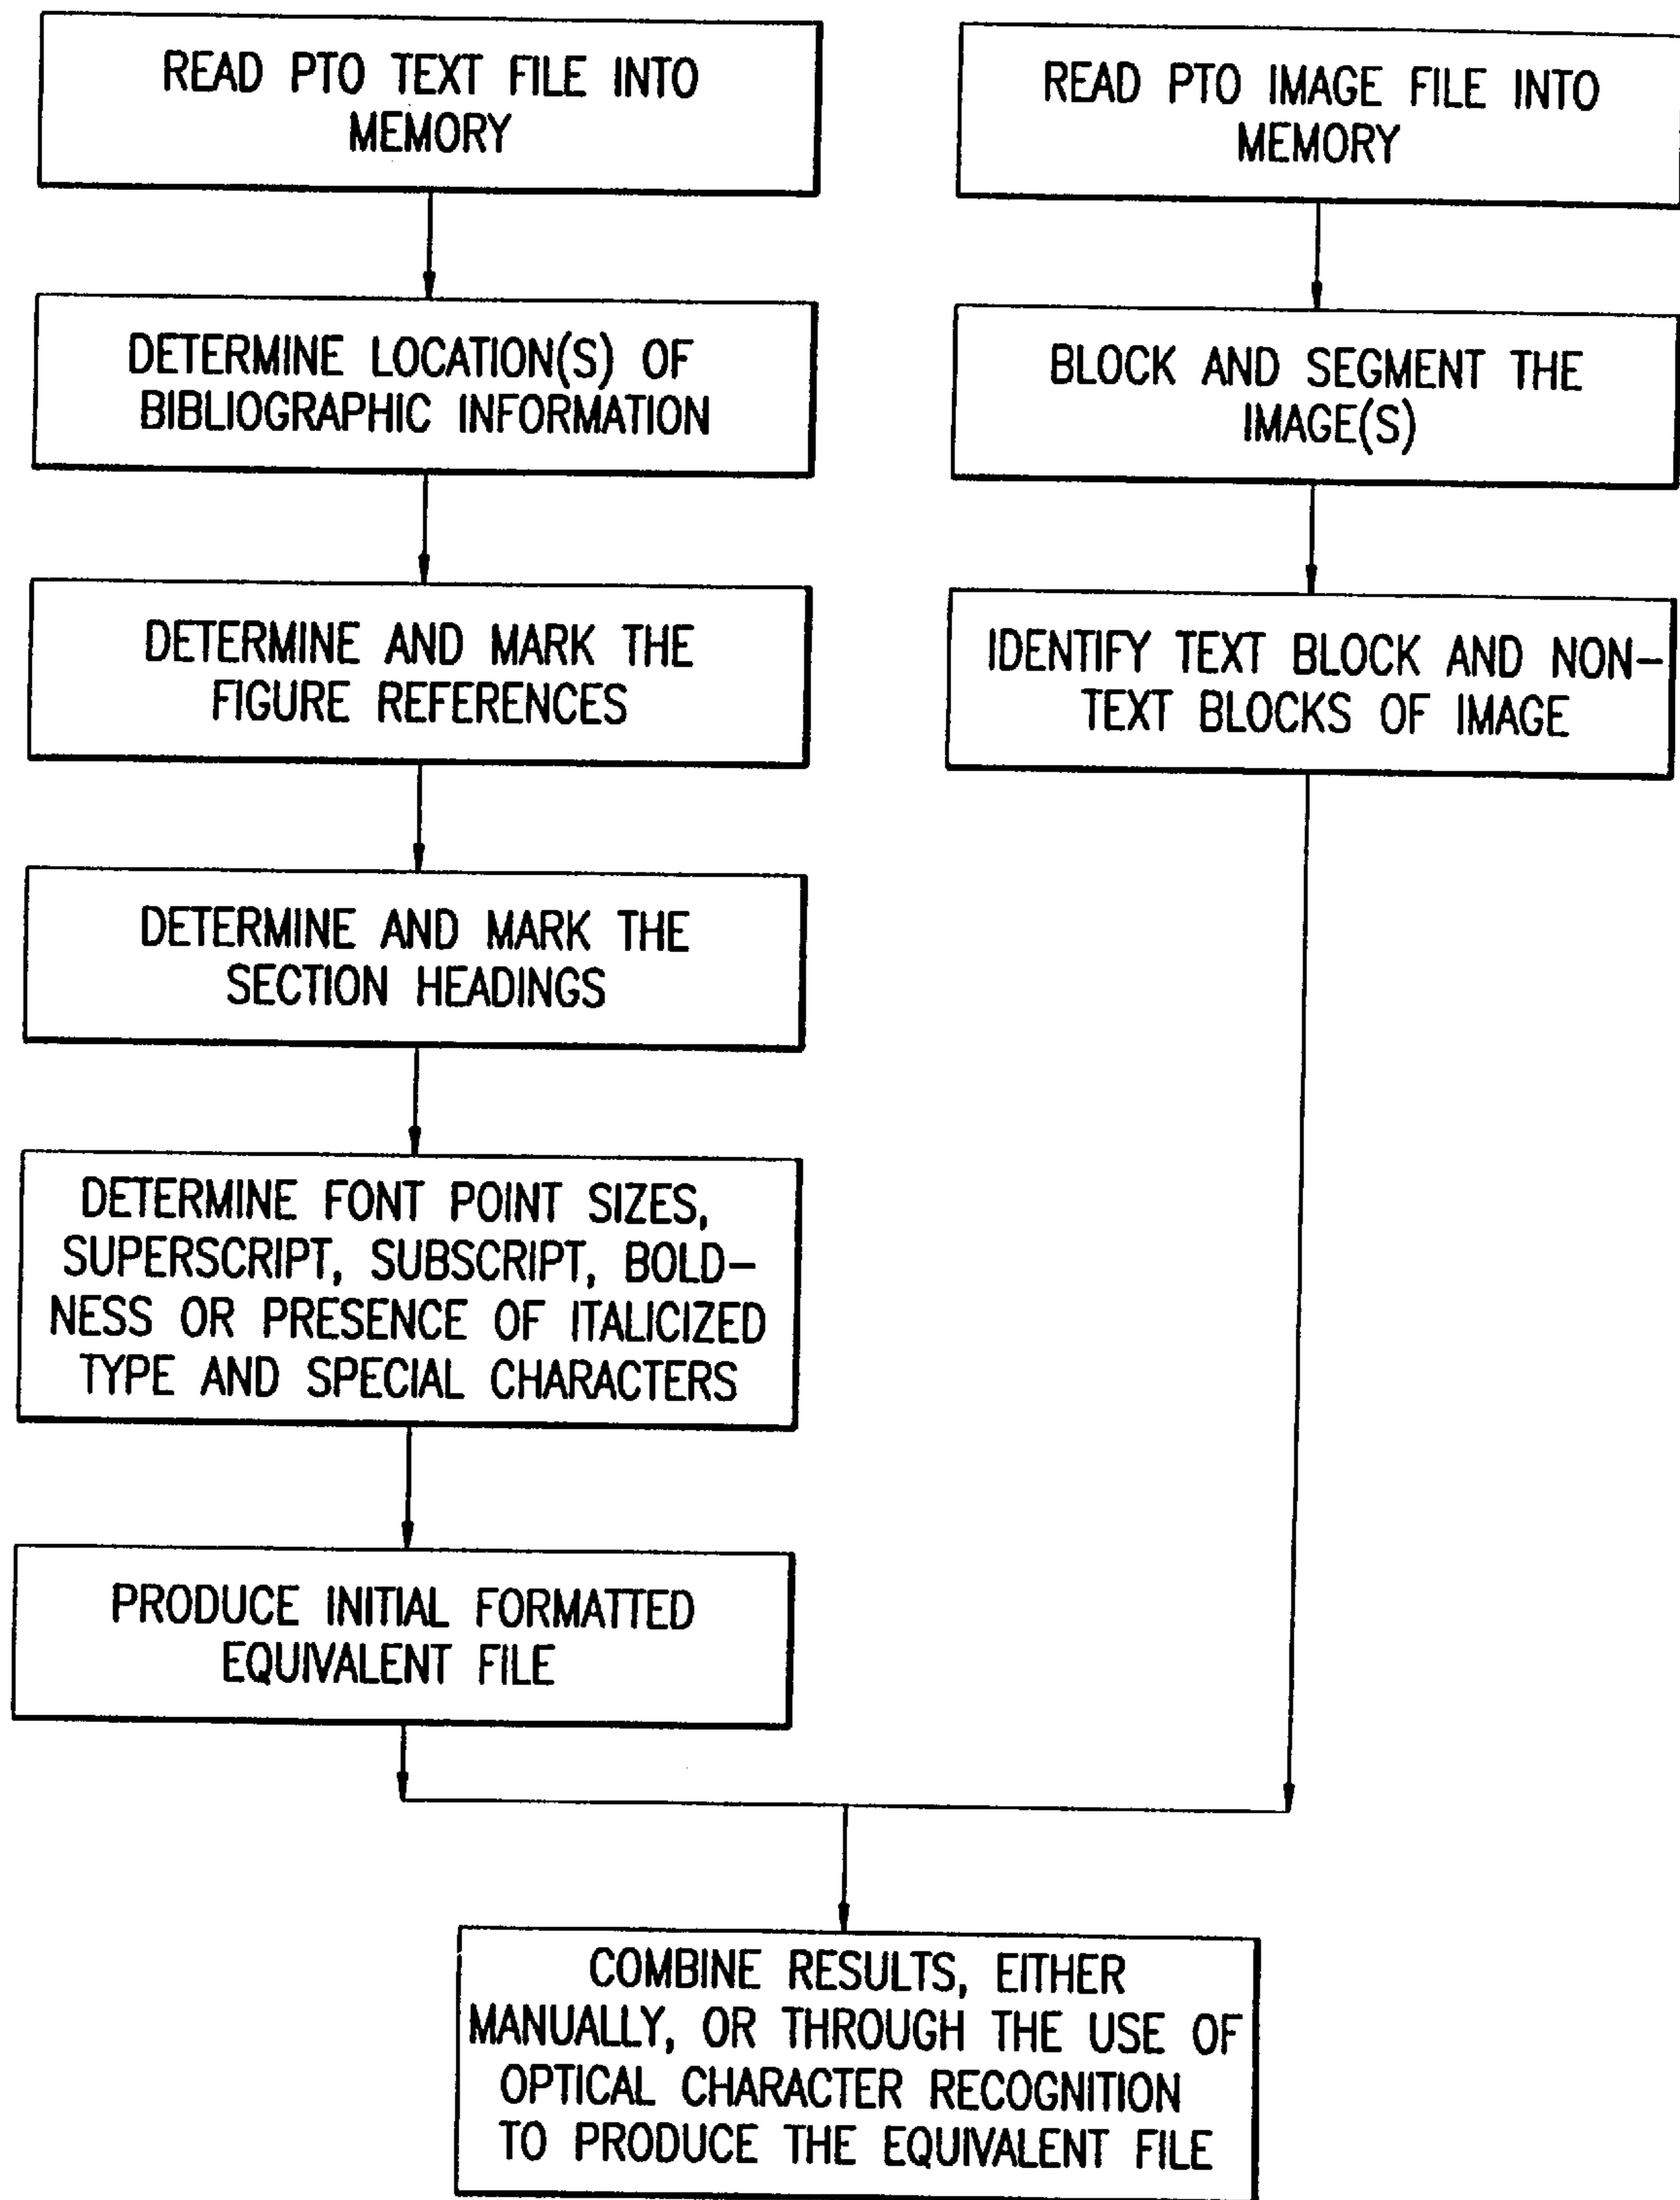 READ PTO TEXT FILE INTO
MEMORY
DETERMINE LOCATION(S) OF
BIBLIOGRAPHIC INFORMATION
DETERMINE AND MARK THE
FIGURE REFERENCES
DETERMINE AND MARK THE
SECTION HEADINGS
DETERMINE FONT POINT SIZES,
SUPERSCRIPT, SUBSCRIPT, BOLD-
NESS OR PRESENCE OF ITALICIZED
TYPE AND SPECIAL CHARACTERS
PRODUCE INITIAL FORMATTED
EQUIVALENT FILE
READ PTO IMAGE FILE INTO
MEMORY
BLOCK AND SEGMENT THE
IMAGE(S)
IDENTIFY TEXT BLOCK AND NON-
TEXT BLOCKS OF IMAGE
COMBINE RESULTS, EITHER
MANUALLY, OR THROUGH THE USE OF
OPTICAL CHARACTER RECOGNITION
TO PRODUCE THE EQUIVALENT FILE